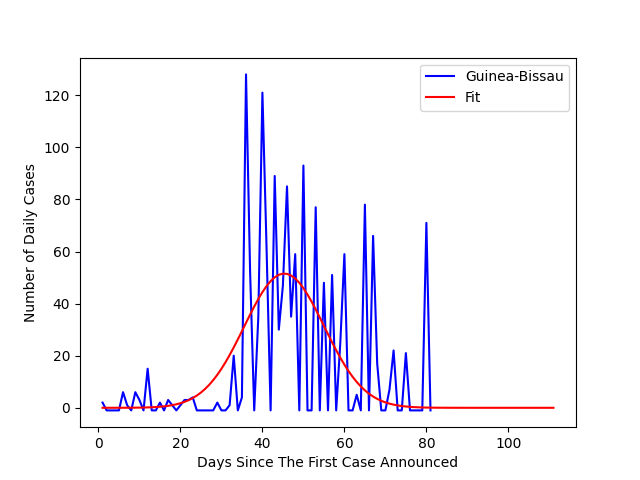 Guinea-Bissau
Fit
Number of Daily Cases
120
100
80
60
40
20
0
0 20 40 60 80 100
Days Since The First Case Announced